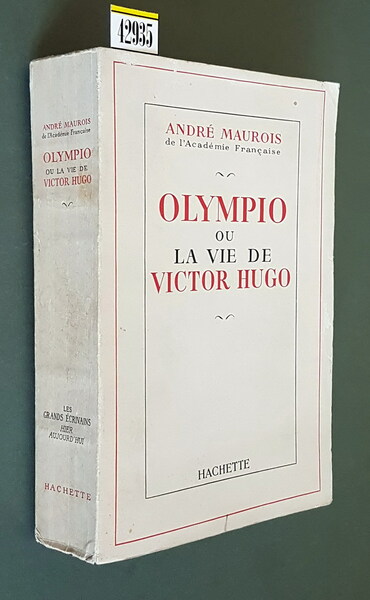 42935
ANDRÉ MAUROIS
de l'Académie Française
OLYMPIO
OU LA VIE DE
VICTOR HUGO
LES
GRANDS ÉCRIVAINS
HIER
AUJOURD'HUI
HACHETTE
ANDRÉ MAUROIS
de l'Académie Française
OLYMPIO
OU
LA VIE DE
VICTOR HUGO
HACHETTE